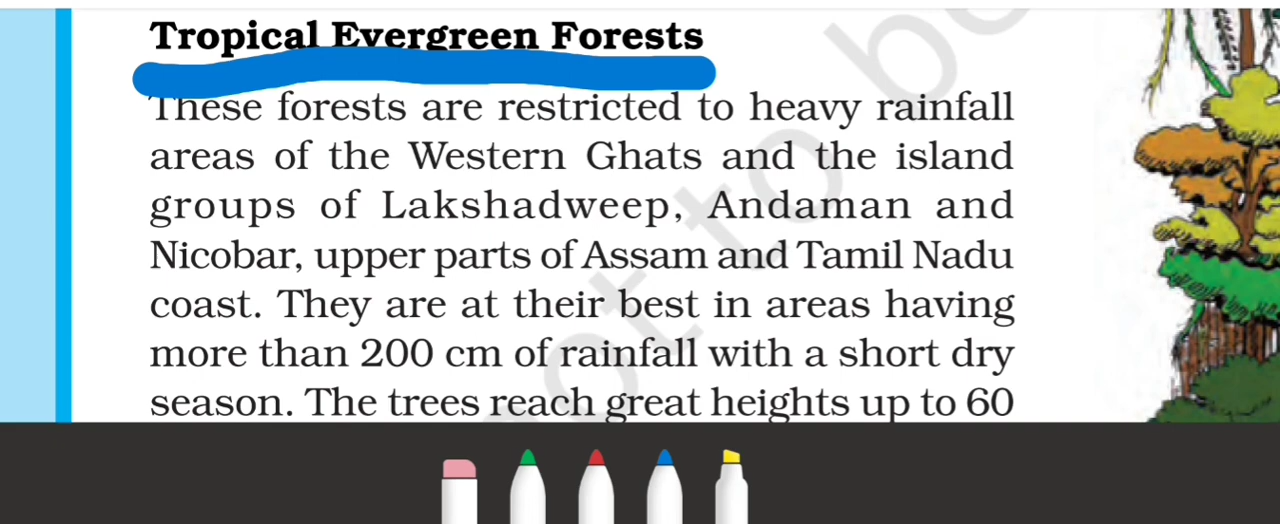 Tropical Evergreen Forests
These forests are restricted to heavy rainfall
areas of the Western Ghats and the island
groups of Lakshadweep, Andaman and
Nicobar, upper parts of Assam and Tamil Nadu
coast. They are at their best in areas having
more than 200 cm of rainfall with a short dry
season. The trees reach great heights up to 60
not to be